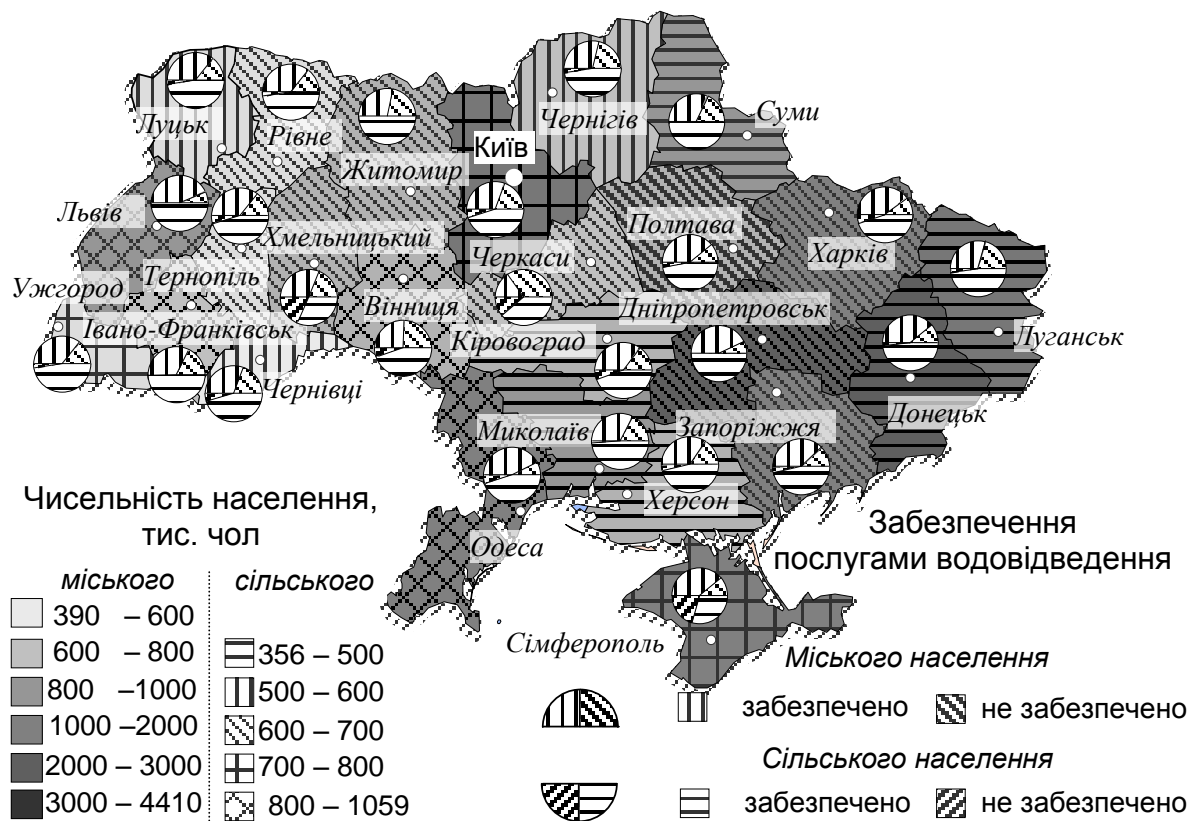 Луцьк
Рівне
Житомир
Київ
Чернігів
Суми
Львів
Хмельницький
Тернопіль
Ужгород
Івано-Франківськ
Чернівці
Вінниця
Черкаси
Полтава
Харків
Дніпропетровськ
Кіровоград
Луганськ
Донецьк
Запоріжжя
Миколаїв
Херсон
Одеса
Сімферополь
Чисельність населення,
тис. чол
міського
390 – 600
600 – 800
800 –1000
1000 –2000
2000 – 3000
3000 – 4410
сільського
356 – 500
500 – 600
600 – 700
700 – 800
800 – 1059
Забезпечення
послугами водовідведення
Міського населення
забезпечено не забезпечено
Сільського населення
забезпечено не забезпечено